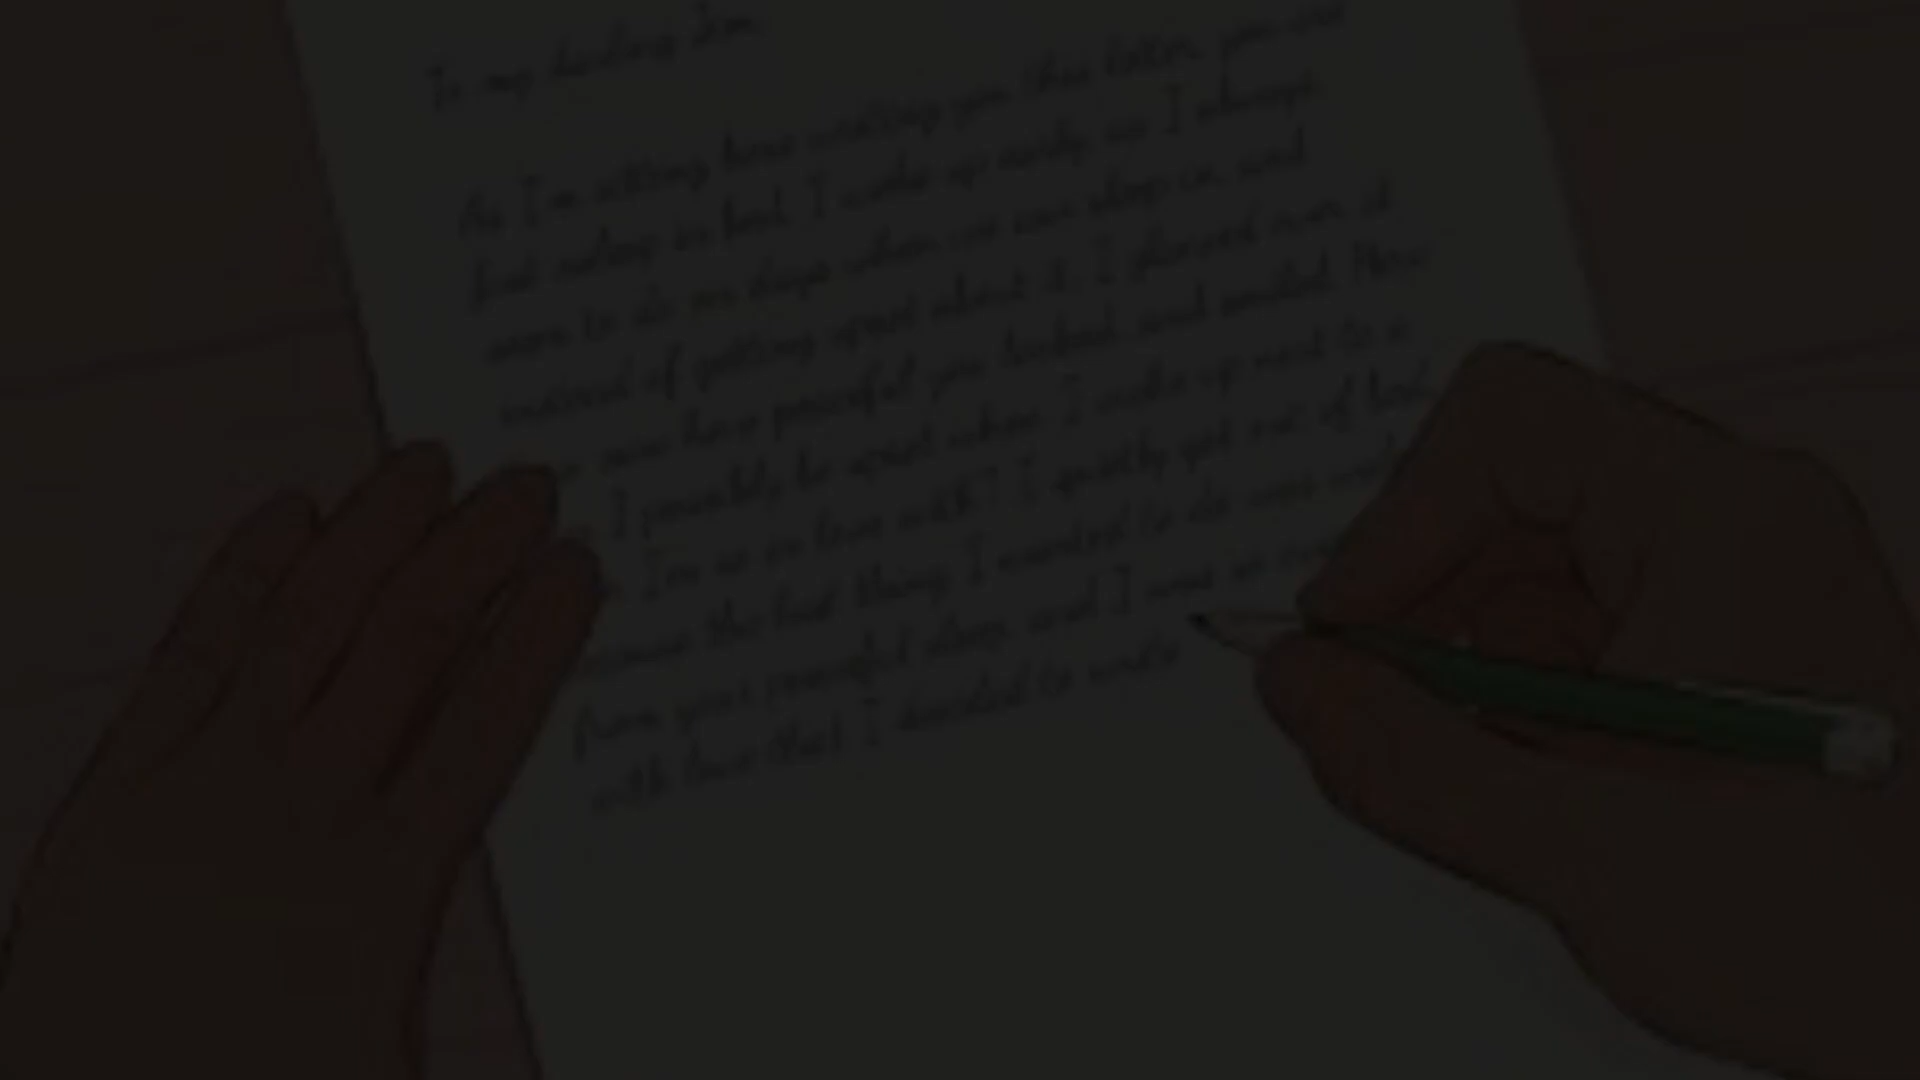 To my darling Jim
As I'm sitting here writing you this letter, you are
fast asleep in bed. I woke up early as I always
seem to do on days when we can sleep in, and
instead of getting upset about it, I glanced over at
saw how peaceful you looked and smiled. How
I possibly be upset when I wake up next to a
I'm so in love with? I quietly got out of bed
because the last thing I wanted to do was
from your peaceful sleep, and I was so
with love that I decided to write